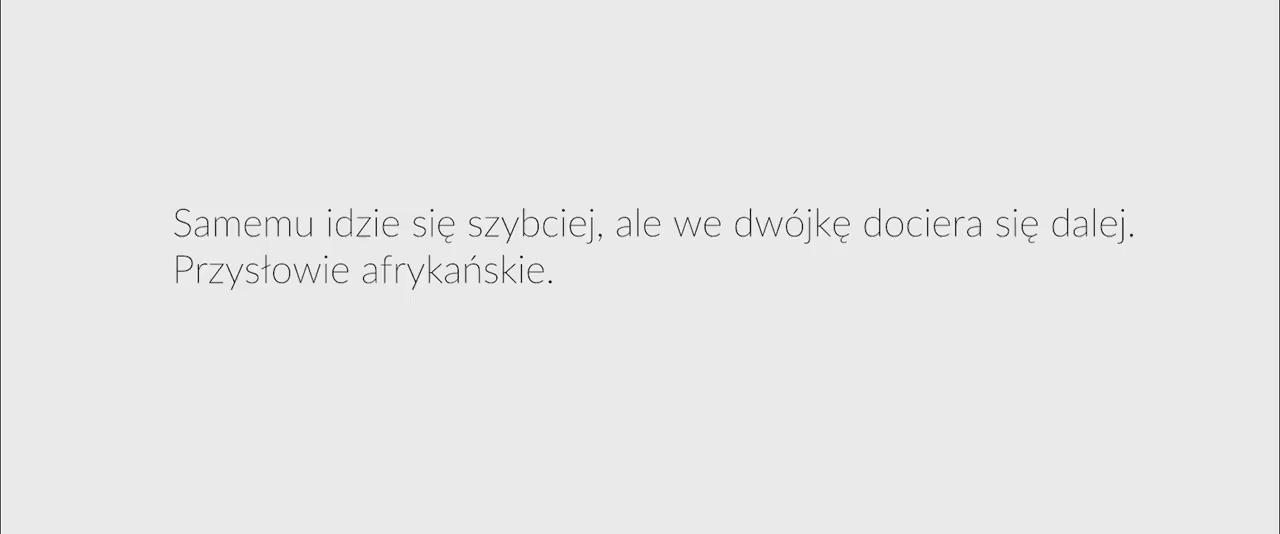 Samemu idzie się szybciej, ale we dwójkę dociera się dalej.
Przysłowie afrykańskie.